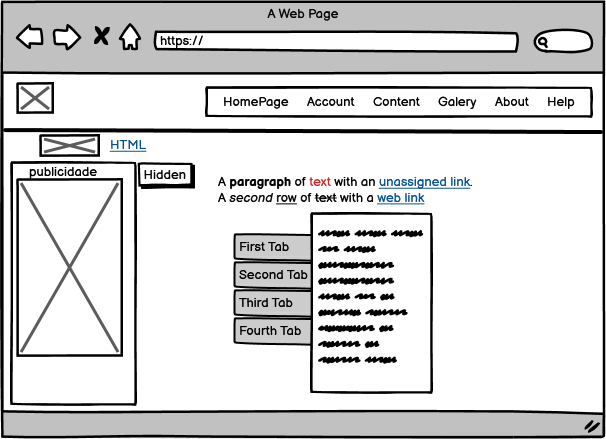 A Web Page
https://
HomePage Account Content Galery About Help
HTML
publicidade
Hidden
A paragraph of text with an unassigned link.
A second row of text with a web link
First Tab
Second Tab
Third Tab
Fourth Tab